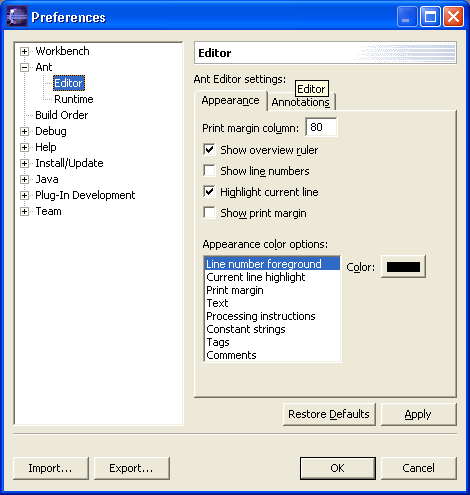 Preferences
Workbench
Ant
Editor
Runtime
Build Order
Debug
Help
Install/Update
Java
Plug-In Development
Team
Editor
Ant Editor settings:
Editor
Appearance
Annotations
Print margin column: 80
Show overview ruler
Show line numbers
Highlight current line
Show print margin
Appearance color options:
Line number foreground
Current line highlight
Print margin
Text
Processing instructions
Constant strings
Tags
Comments
Color:
Restore Defaults
Apply
Import...
Export...
OK
Cancel